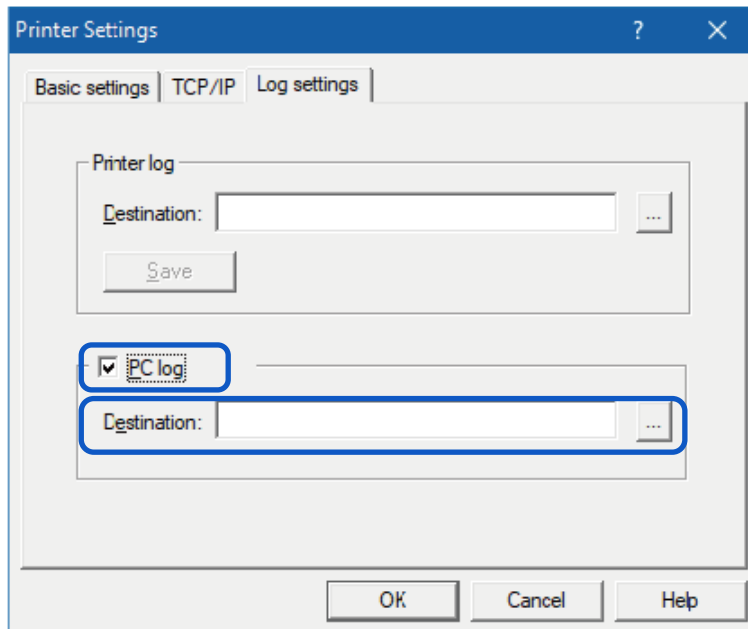 Printer Settings ? ×
Basic settings TCP/IP Log settings
Printer log
Destination: ...
Save
PC log
Destination: ...
OK Cancel Help